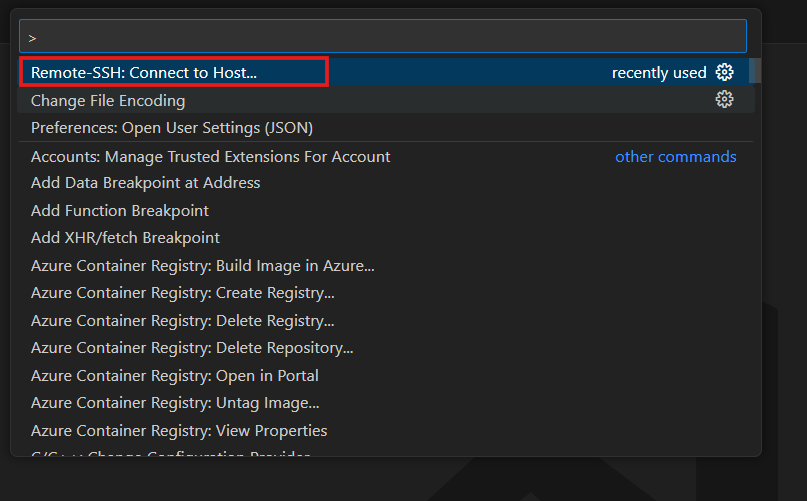 >
Remote-SSH: Connect to Host...
recently used
Change File Encoding
Preferences: Open User Settings (JSON)
Accounts: Manage Trusted Extensions For Account
other commands
Add Data Breakpoint at Address
Add Function Breakpoint
Add XHR/fetch Breakpoint
Azure Container Registry: Build Image in Azure...
Azure Container Registry: Create Registry...
Azure Container Registry: Delete Registry...
Azure Container Registry: Delete Repository...
Azure Container Registry: Open in Portal
Azure Container Registry: Untag Image...
Azure Container Registry: View Properties